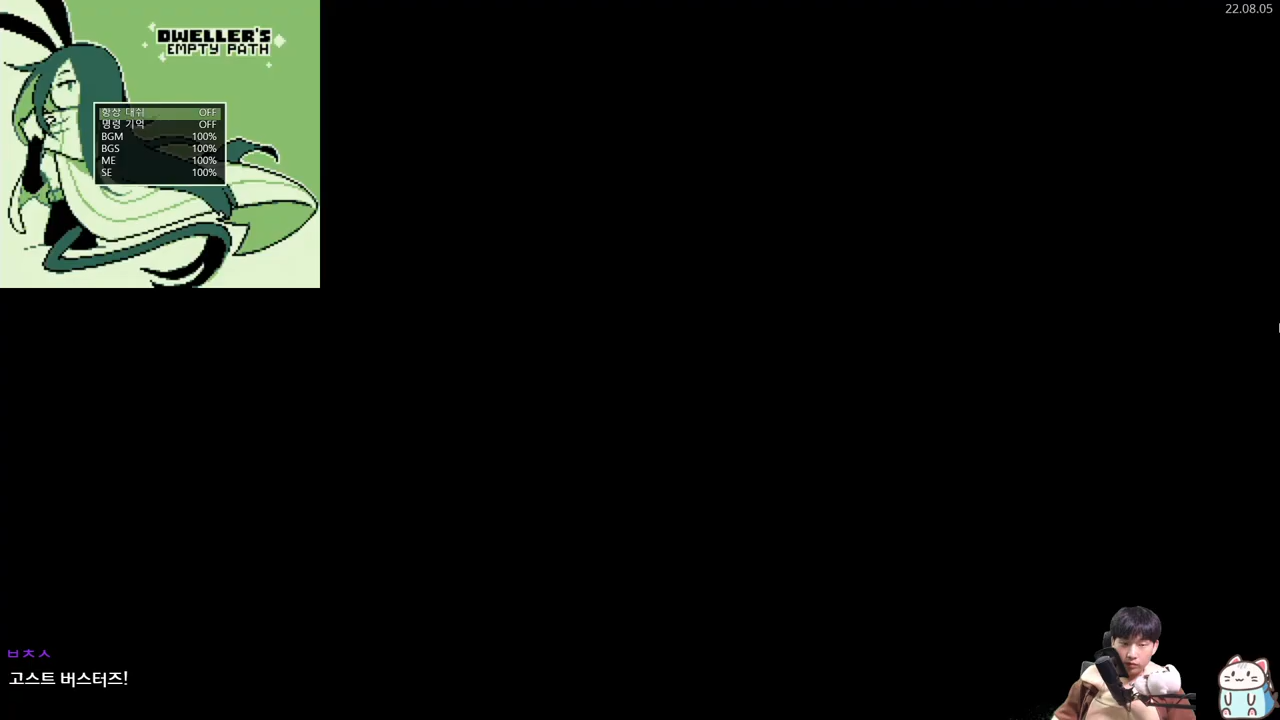 22.08.05
DWELLER'S
EMPTY PATH
항상 대쉬 OFF
명령 기억 OFF
BGM 100%
BGS 100%
ME 100%
SE 100%
ㅂㅊㅅ
고스트 버스터즈!